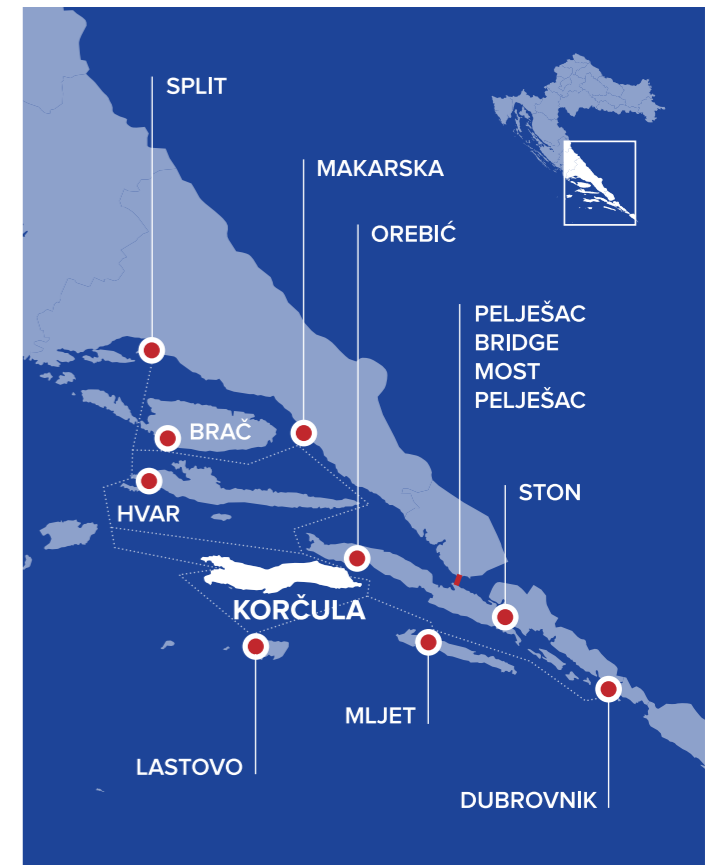 SPLIT
MAKARSKA
OREBIĆ
PELJEŠAC
BRIDGE
MOST
PELJEŠAC
BRAČ
STON
HVAR
KORČULA
MLJET
LASTOVO
DUBROVNIK